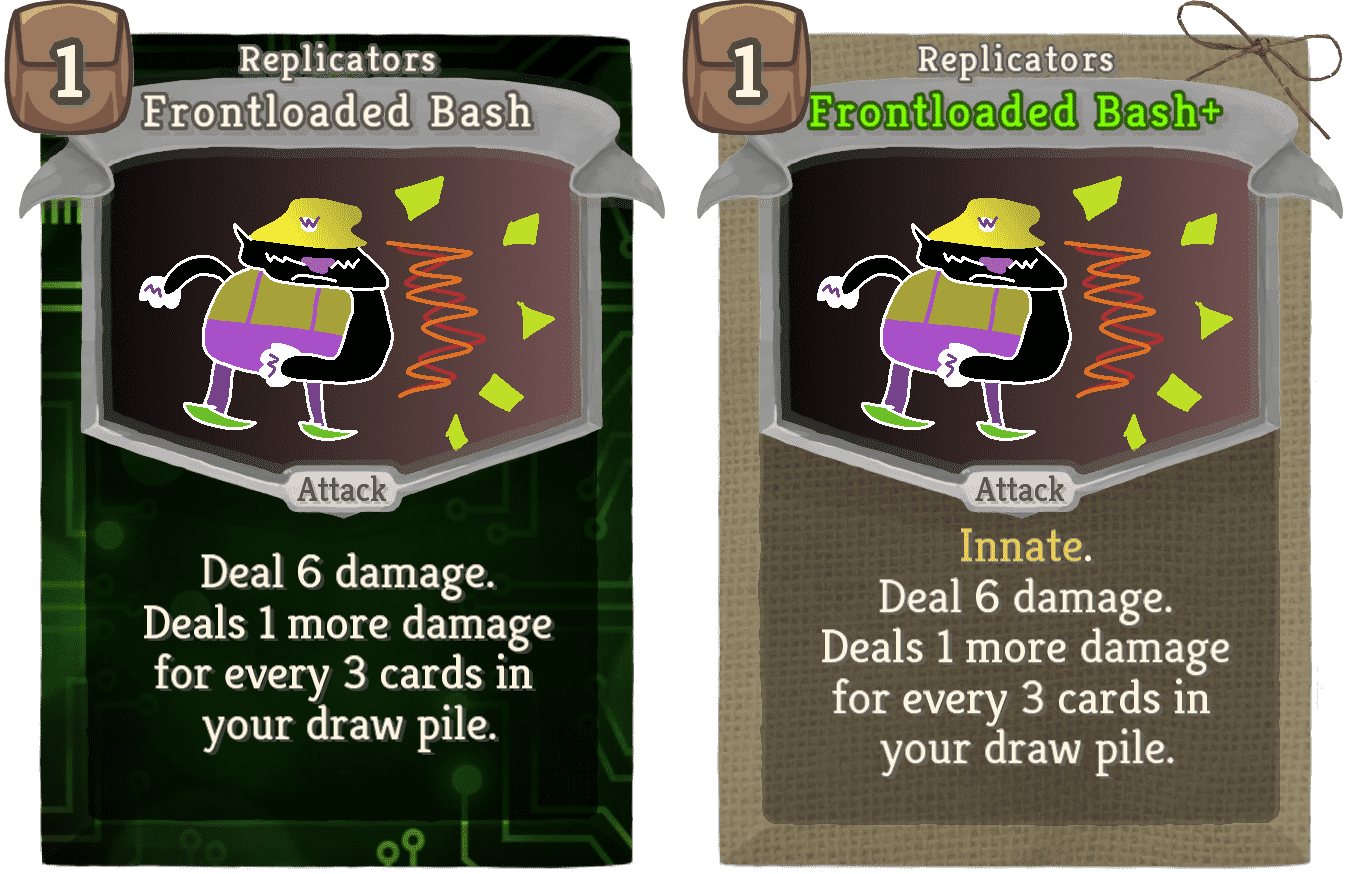 1
Replicators
Frontloaded Bash
W
Attack
Deal 6 damage.
Deals 1 more damage
for every 3 cards in
your draw pile.
1
Replicators
Frontloaded Bash+
W
Attack
Innate.
Deal 6 damage.
Deals 1 more damage
for every 3 cards in
your draw pile.